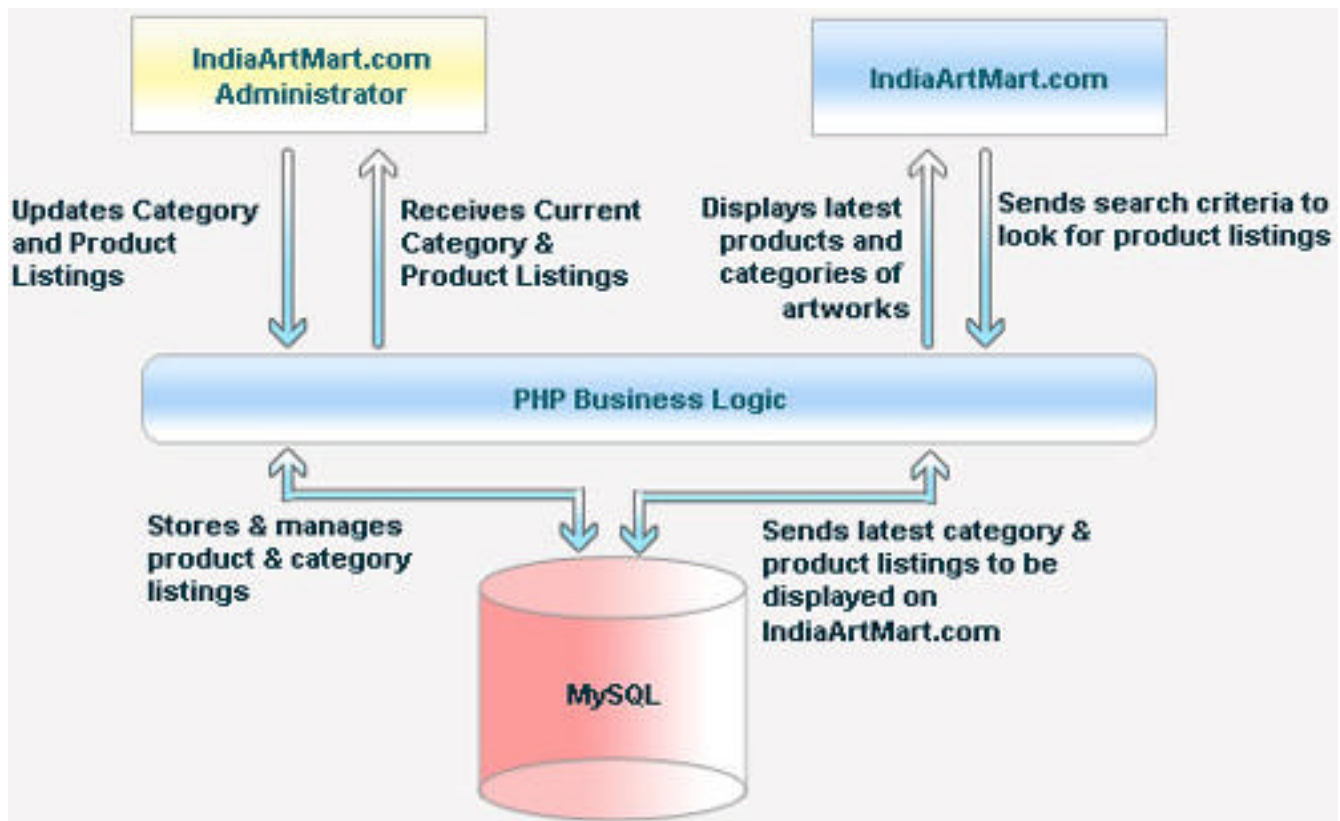 IndiaArtMart.com
Administrator
IndiaArtMart.com
Updates Category
and Product
Listings
Receives Current
Category &
Product Listings
Displays latest
products and
categories of
artworks
Sends search criteria to
look for product listings
PHP Business Logic
Stores & manages
product & category
listings
Sends latest category &
product listings to be
displayed on
IndiaArtMart.com
MySQL